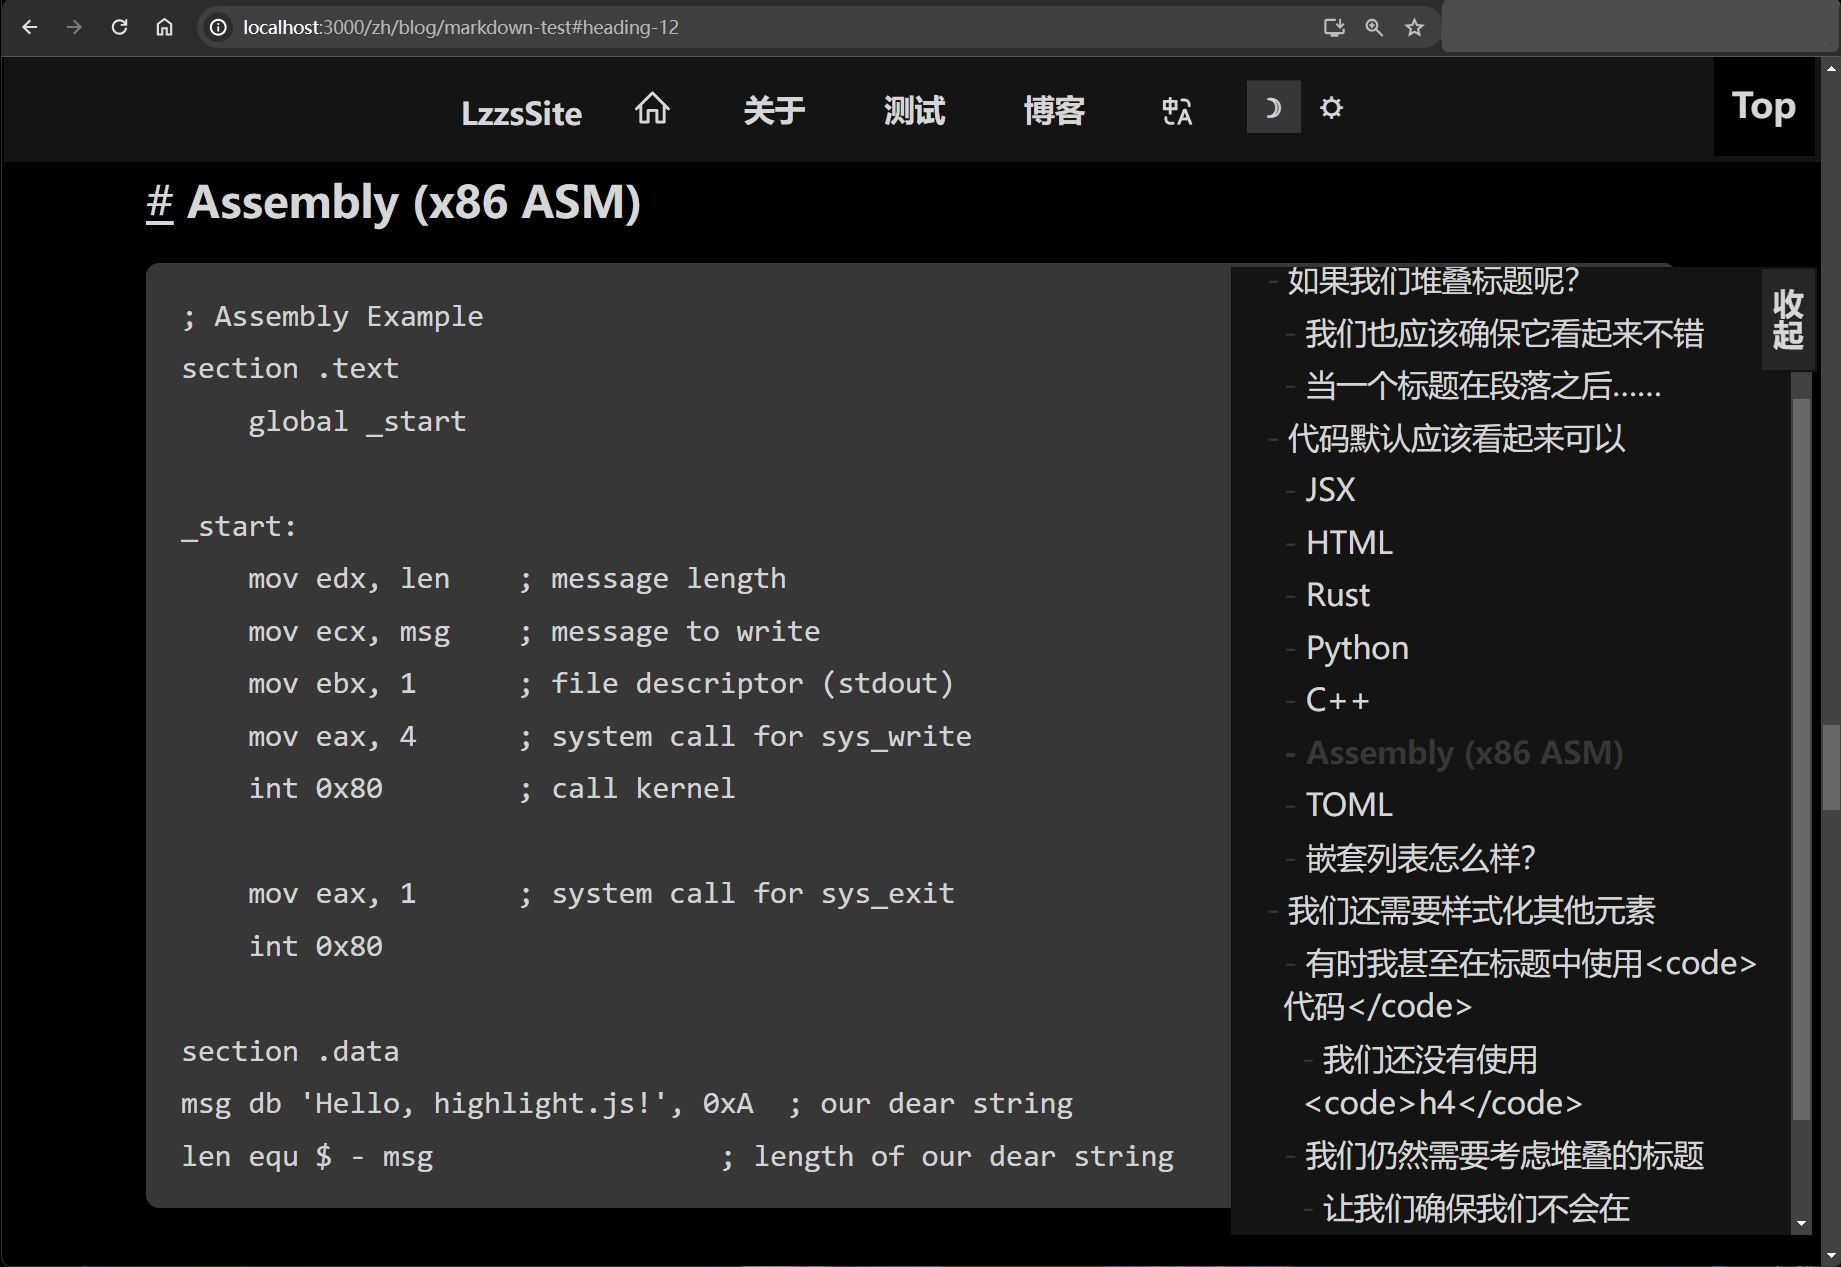 localhost:3000/zh/blog/markdown-test#heading-12
LzzsSite
关于
测试
博客
Top
# Assembly (x86 ASM)
; Assembly Example
section .text
    global _start
_start:
    mov edx, len    ; message length
    mov ecx, msg    ; message to write
    mov ebx, 1      ; file descriptor (stdout)
    mov eax, 4      ; system call for sys_write
    int 0x80        ; call kernel
    mov eax, 1      ; system call for sys_exit
    int 0x80
section .data
msg db 'Hello, highlight.js!', 0xA  ; our dear string
len equ $ - msg                 ; length of our dear string
收起
- 如果我们堆叠标题呢？
- 我们也应该确保它看起来不错
- 当一个标题在段落之后……
- 代码默认应该看起来可以
- JSX
- HTML
- Rust
- Python
- C++
- Assembly (x86 ASM)
- TOML
- 嵌套列表怎么样？
- 我们还需要样式化其他元素
- 有时我甚至在标题中使用<code>
代码</code>
- 我们还没有使用
<code>h4</code>
- 我们仍然需要考虑堆叠的标题
- 让我们确保我们不会在